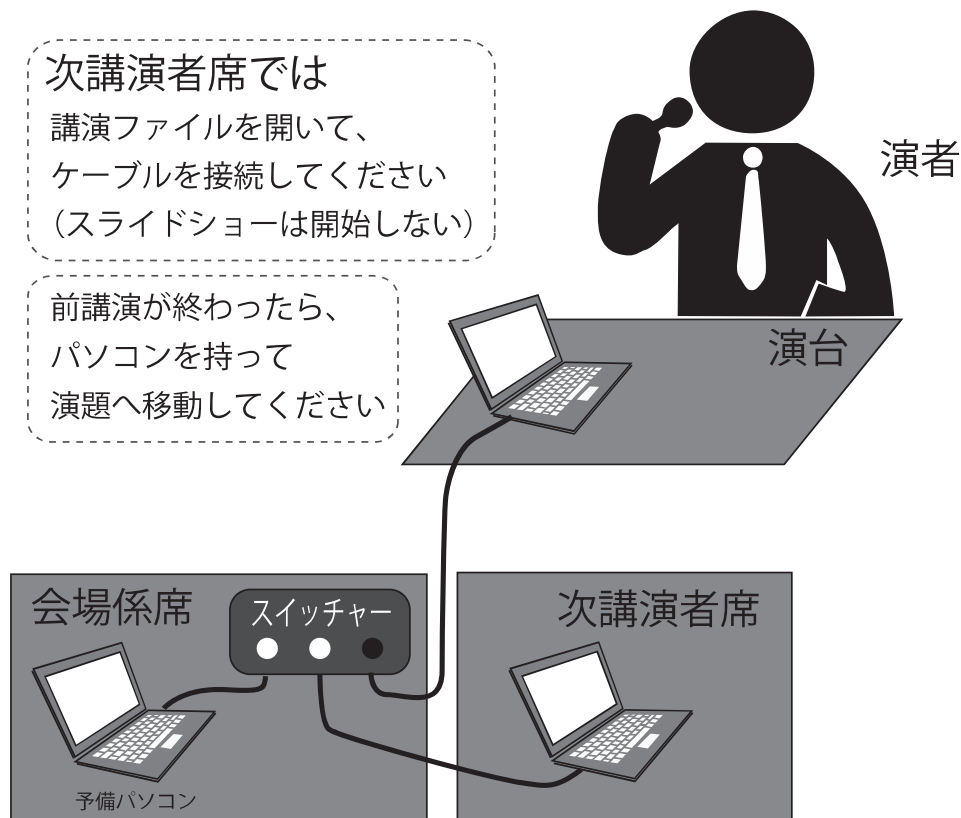 次講演者席では
講演ファイルを開いて、
ケーブルを接続してください
（スライドショーは開始しない）
演者
前講演が終わったら、
パソコンを持って
演題へ移動してください
演台
会場係席
スイッチャー
次講演者席
予備パソコン